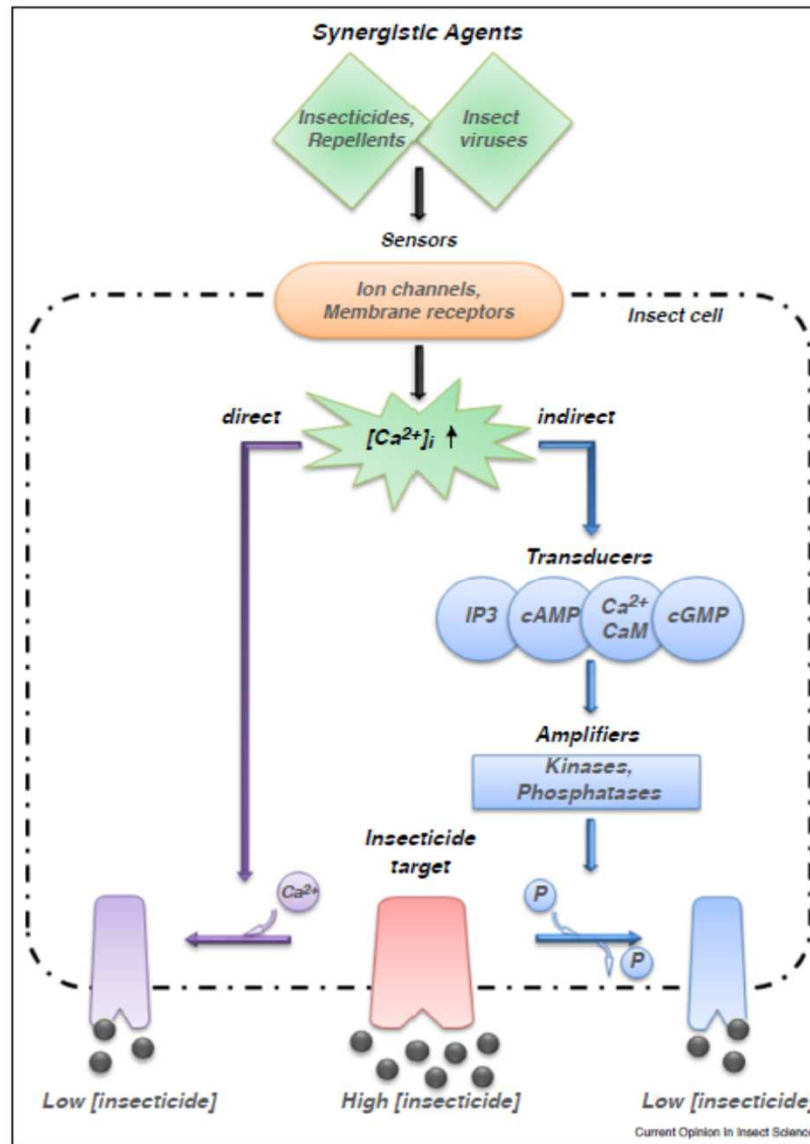 Synergistic Agents
Insecticides,
Repellents
Insect
viruses
Sensors
Ion channels,
Membrane receptors
Insect cell
direct
[Ca²⁺]i ↑
indirect
Transducers
IP3
cAMP
Ca²⁺
CaM
cGMP
Amplifiers
Kinases,
Phosphatases
Insecticide
target
Ca²⁺
P
P
Low [insecticide]
High [insecticide]
Low [insecticide]
Current Opinion in Insect Science